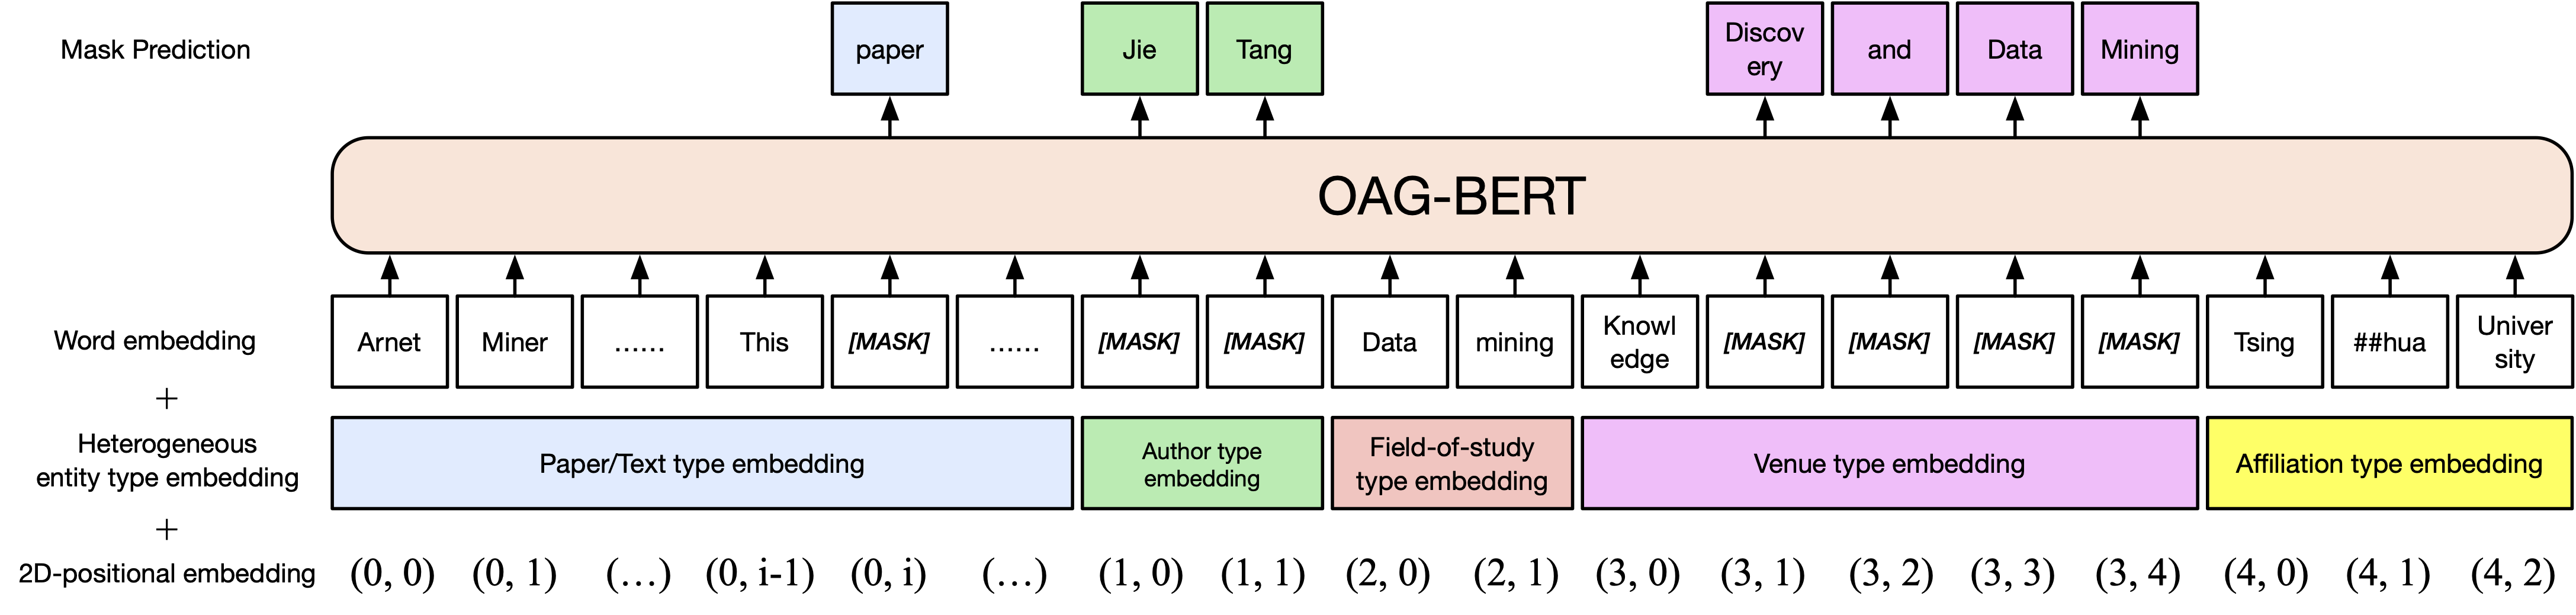 Mask Prediction
paper
Jie
Tang
Discov
ery
and
Data
Mining
OAG-BERT
Word embedding
Arnet
Miner
......
This
[MASK]
......
[MASK]
[MASK]
Data
mining
Knowl
edge
[MASK]
[MASK]
[MASK]
[MASK]
Tsing
##hua
Univer
sity
+
Heterogeneous
entity type embedding
Paper/Text type embedding
Author type
embedding
Field-of-study
type embedding
Venue type embedding
Affiliation type embedding
+
2D-positional embedding
(0, 0)
(0, 1)
(...)
(0, i-1)
(0, i)
(...)
(1, 0)
(1, 1)
(2, 0)
(2, 1)
(3, 0)
(3, 1)
(3, 2)
(3, 3)
(3, 4)
(4, 0)
(4, 1)
(4, 2)